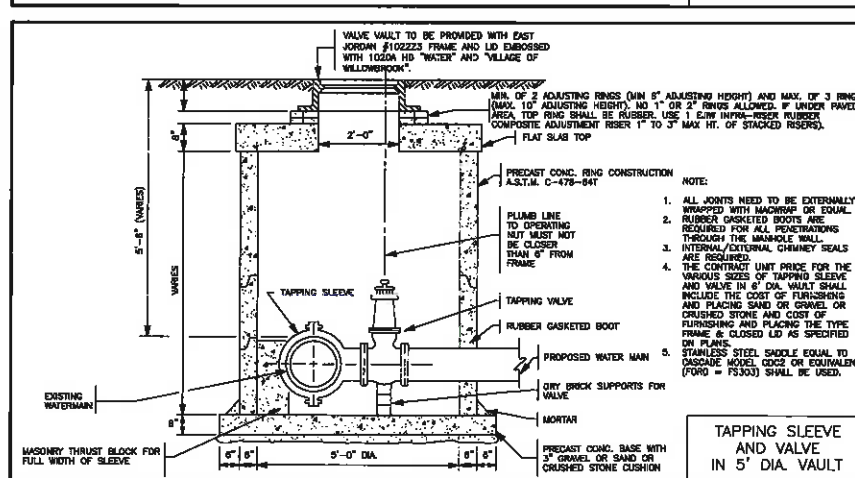 VALVE VAULT TO BE PROVIDED WITH EAST
JORDAN #1022Z3 FRAME AND LID EMBOSSED
WITH 1020A HD "WATER" AND "VILLAGE OF
WILLOWBROOK".
MIN. OF 2 ADJUSTING RINGS (MIN 6" ADJUSTING HEIGHT) AND MAX. OF 3 RING
(MAX. 10" ADJUSTING HEIGHT). NO 1" OR 2" RINGS ALLOWED. IF UNDER PAVED
AREA, TOP RING SHALL BE RUBBER. USE 1 EJIW INFRA-RISER RUBBER
COMPOSITE ADJUSTMENT RISER 1" TO 3" MAX HT. OF STACKED RISERS).
2'-0"
8"
FLAT SLAB TOP
PRECAST CONC. RING CONSTRUCTION
A.S.T.M. C-478-64T
5'-6" (VARIES)
VARIES
PLUMB LINE
TO OPERATING
NUT MUST NOT
BE CLOSER
THAN 6" FROM
FRAME
TAPPING SLEEVE
TAPPING VALVE
RUBBER GASKETED BOOT
PROPOSED WATER MAIN
EXISTING
WATERMAIN
DRY BRICK SUPPORTS FOR
VALVE
MORTAR
8"
MASONRY THRUST BLOCK FOR
FULL WIDTH OF SLEEVE
6" 6" 5'-0" DIA. 6" 6"
PRECAST CONC. BASE WITH
3" GRAVEL OR SAND OR
CRUSHED STONE CUSHION
NOTE:
1. ALL JOINTS NEED TO BE EXTERNALLY
WRAPPED WITH MACWRAP OR EQUAL
2. RUBBER GASKETED BOOTS ARE
REQUIRED FOR ALL PENETRATIONS
THROUGH THE MANHOLE WALL.
3. INTERNAL/EXTERNAL CHIMNEY SEALS
ARE REQUIRED.
4. THE CONTRACT UNIT PRICE FOR THE
VARIOUS SIZES OF TAPPING SLEEVE
AND VALVE IN 6' DIA. VAULT SHALL
INCLUDE THE COST OF FURNISHING
AND PLACING SAND OR GRAVEL OR
CRUSHED STONE AND COST OF
FURNISHING AND PLACING THE TYPE
FRAME & CLOSED LID AS SPECIFIED
ON PLANS.
5. STAINLESS STEEL SADDLE EQUAL TO
CASCADE MODEL CDC2 OR EQUIVALEN
(FORD = FS303) SHALL BE USED.
TAPPING SLEEVE
AND VALVE
IN 5' DIA. VAULT